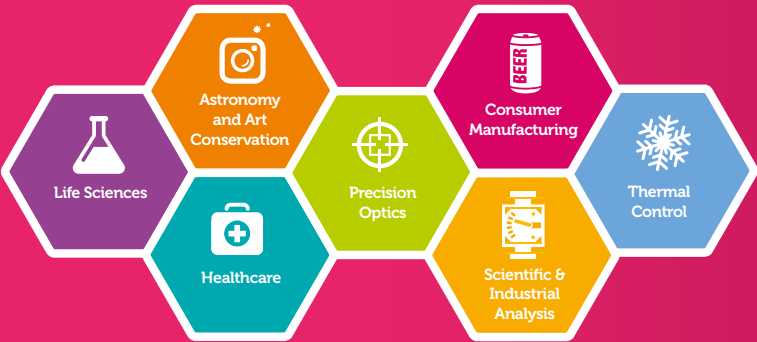 Life Sciences
Astronomy
and Art
Conservation
Healthcare
Precision
Optics
BEER
Consumer
Manufacturing
Scientific &
Industrial
Analysis
Thermal
Control